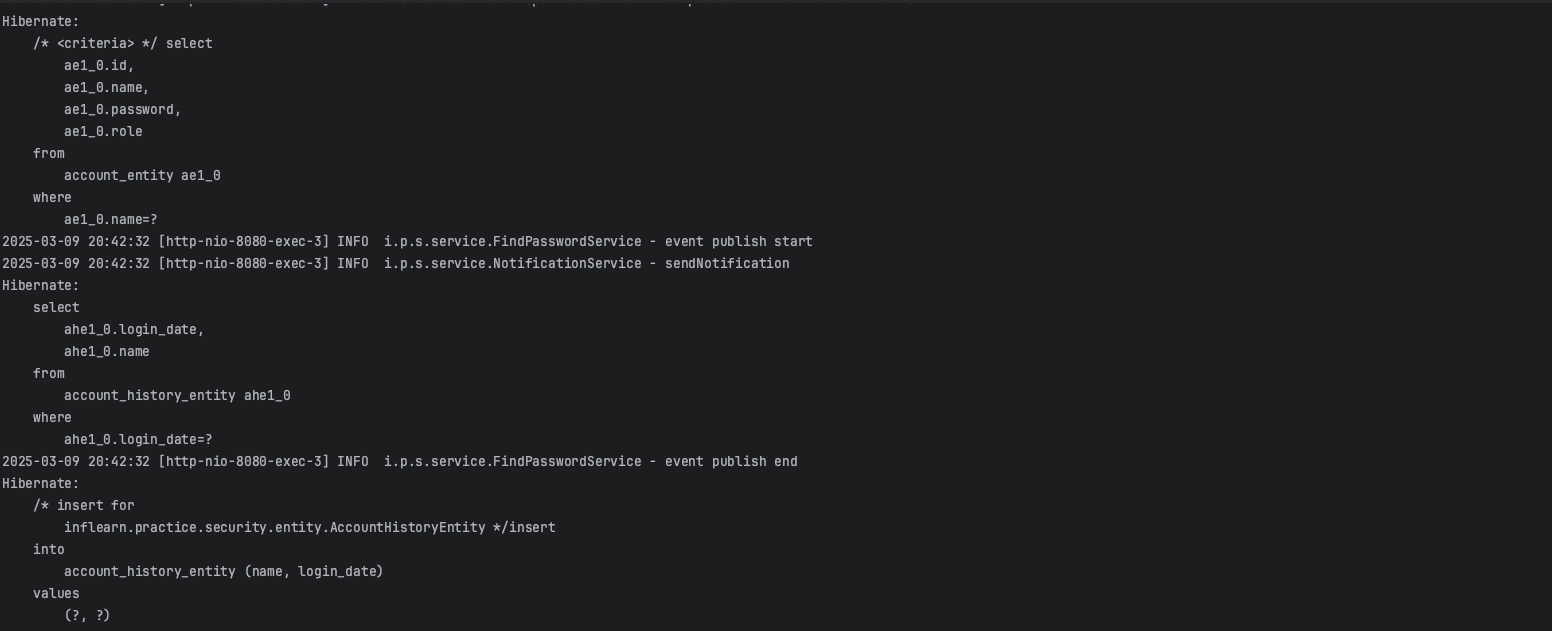 Hibernate:
    /* <criteria> */ select
        ae1_0.id,
        ae1_0.name,
        ae1_0.password,
        ae1_0.role
    from
        account_entity ae1_0
    where
        ae1_0.name=?
2025-03-09 20:42:32 [http-nio-8080-exec-3] INFO  i.p.s.service.FindPasswordService - event publish start
2025-03-09 20:42:32 [http-nio-8080-exec-3] INFO  i.p.s.service.NotificationService - sendNotification
Hibernate:
    select
        ahe1_0.login_date,
        ahe1_0.name
    from
        account_history_entity ahe1_0
    where
        ahe1_0.login_date=?
2025-03-09 20:42:32 [http-nio-8080-exec-3] INFO  i.p.s.service.FindPasswordService - event publish end
Hibernate:
    /* insert for
        inflearn.practice.security.entity.AccountHistoryEntity */insert
    into
        account_history_entity (name, login_date)
    values
        (?, ?)